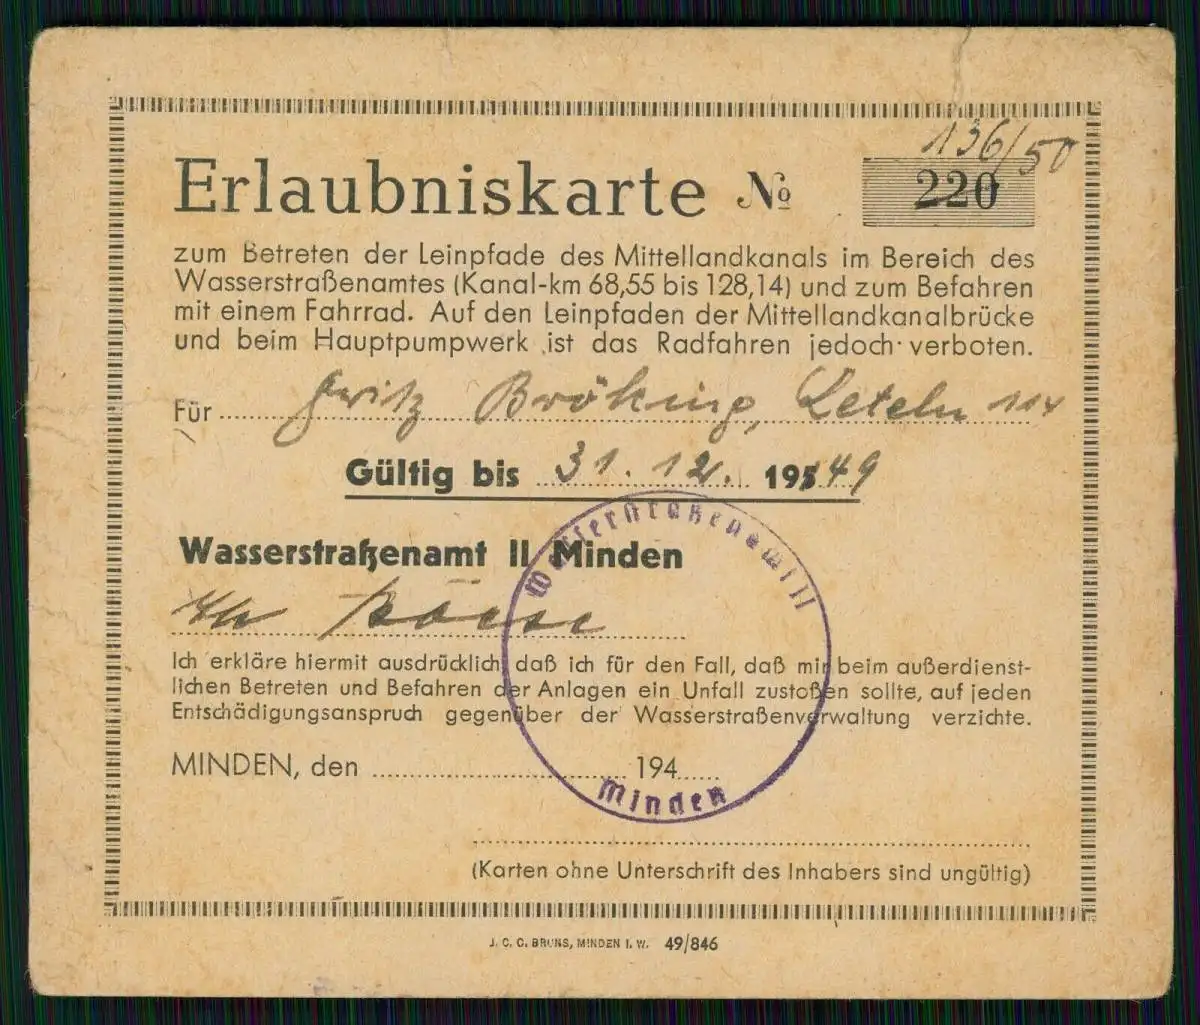 136/50
Erlaubniskarte № 220
zum Betreten der Leinpfade des Mittellandkanals im Bereich des
Wasserstraßenamtes (Kanal-km 68,55 bis 128,14) und zum Befahren
mit einem Fahrrad. Auf den Leinpfaden der Mittellandkanalbrücke
und beim Hauptpumpwerk ist das Radfahren jedoch verboten.
Für Fritz Bröking, Leteln 114
Gültig bis 31. 12. 1949
Wasserstraßenamt II Minden
Wasserstraßenamt II
Ich erkläre hiermit ausdrücklich, daß ich für den Fall, daß mir beim außerdienst-
lichen Betreten und Befahren der Anlagen ein Unfall zustoßen sollte, auf jeden
Entschädigungsanspruch gegenüber der Wasserstraßenverwaltung verzichte.
MINDEN, den 194
Minden
(Karten ohne Unterschrift des Inhabers sind ungültig)
J. C. C. BRUNS, MINDEN I. W. 49/846